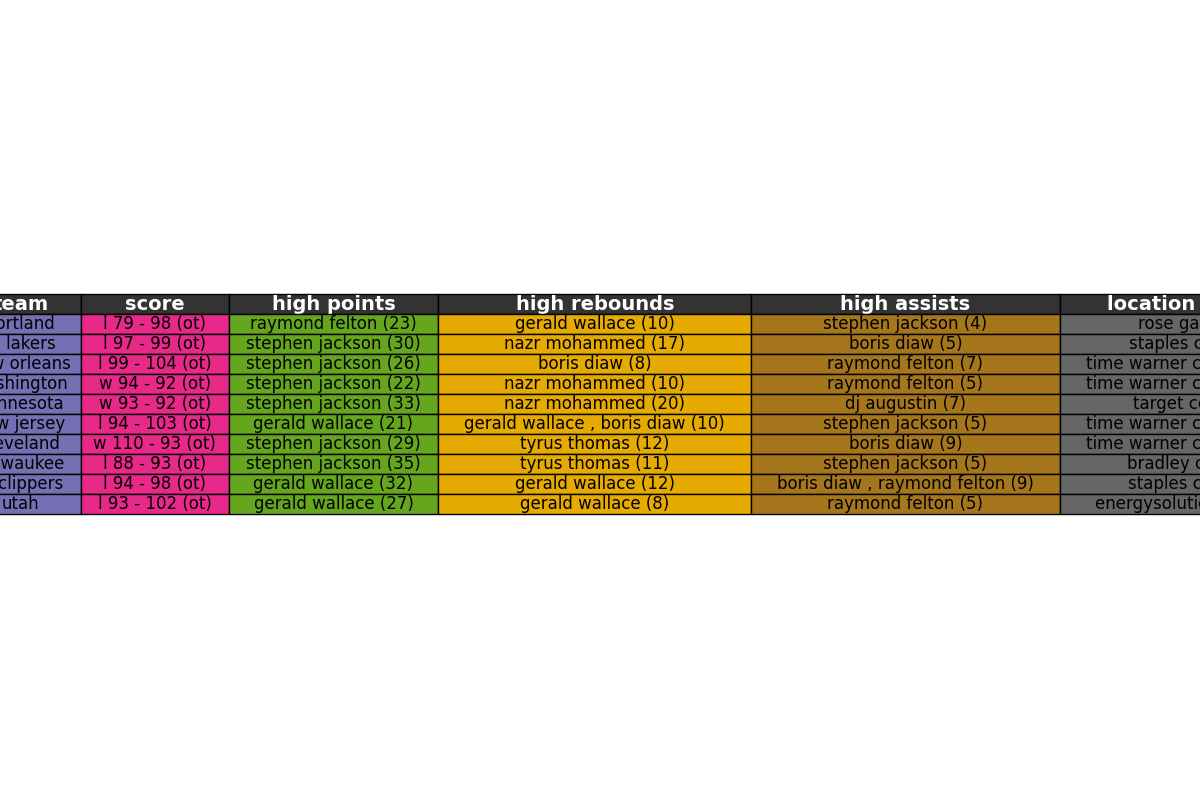 team score high points high rebounds high assists location
ortland l 79 - 98 (ot) raymond felton (23) gerald wallace (10) stephen jackson (4) rose ga
lakers l 97 - 99 (ot) stephen jackson (30) nazr mohammed (17) boris diaw (5) staples c
w orleans l 99 - 104 (ot) stephen jackson (26) boris diaw (8) raymond felton (7) time warner c
shington w 94 - 92 (ot) stephen jackson (22) nazr mohammed (10) raymond felton (5) time warner c
nnesota w 93 - 92 (ot) stephen jackson (33) nazr mohammed (20) dj augustin (7) target ce
w jersey l 94 - 103 (ot) gerald wallace (21) gerald wallace , boris diaw (10) stephen jackson (5) time warner c
eveland w 110 - 93 (ot) stephen jackson (29) tyrus thomas (12) boris diaw (9) time warner c
waukee l 88 - 93 (ot) stephen jackson (35) tyrus thomas (11) stephen jackson (5) bradley c
clippers l 94 - 98 (ot) gerald wallace (32) gerald wallace (12) boris diaw , raymond felton (9) staples c
utah l 93 - 102 (ot) gerald wallace (27) gerald wallace (8) raymond felton (5) energysoluti